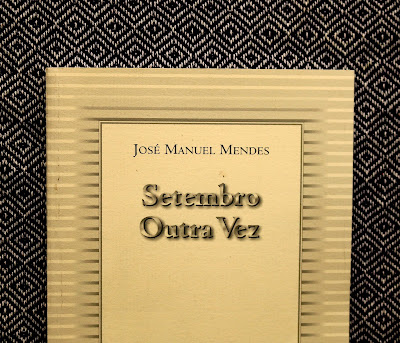 JOSÉ MANUEL MENDES
Setembro
Outra Vez